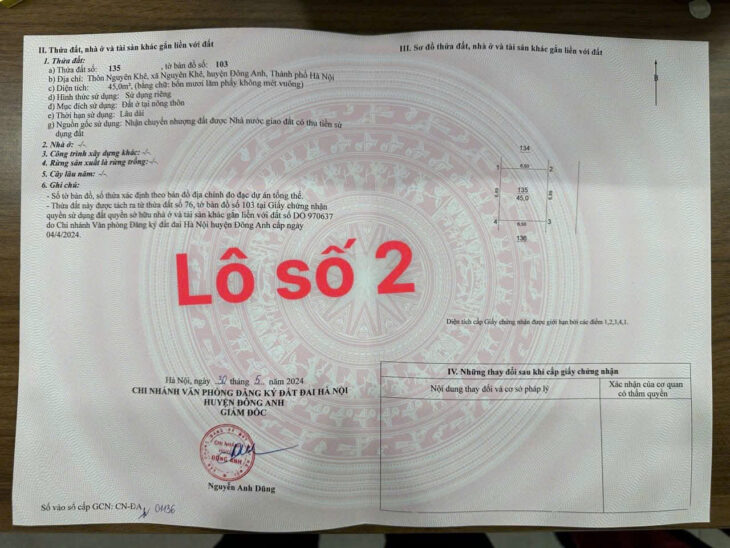 II. Thửa đất, nhà ở và tài sản khác gắn liền với đất
1. Thửa đất:
a) Thửa đất số: 135 , tờ bản đồ số: 103
b) Địa chỉ: Thôn Nguyên Khê, xã Nguyên Khê, huyện Đông Anh, Thành phố Hà Nội
c) Diện tích: 45,0m², (bằng chữ: bốn mươi lăm phẩy không mét vuông)
d) Hình thức sử dụng: Sử dụng riêng
đ) Mục đích sử dụng: Đất ở tại nông thôn
e) Thời hạn sử dụng: Lâu dài
g) Nguồn gốc sử dụng: Nhận chuyển nhượng đất được Nhà nước giao đất có thu tiền sử
dụng đất
2. Nhà ở: -/-
3. Công trình xây dựng khác: -/-
4. Rừng sản xuất là rừng trồng: -/-
5. Cây lâu năm: -/-
6. Ghi chú:
- Số tờ bản đồ, số thửa xác định theo bản đồ địa chính đo đạc dự án tổng thể.
- Thửa đất này được tách ra từ thửa đất số 76, tờ bản đồ số 103 tại Giấy chứng nhận
quyền sử dụng đất quyền sở hữu nhà ở và tài sản khác gắn liền với đất số DO 970637
do Chi nhánh Văn phòng Đăng ký đất đai Hà Nội huyện Đông Anh cấp ngày
04/4/2024.
Lô số 2
Hà Nội, ngày 30 tháng 5 năm 2024
CHI NHÁNH VĂN PHÒNG ĐĂNG KÝ ĐẤT ĐAI HÀ NỘI
HUYỆN ĐÔNG ANH
GIÁM ĐỐC
CHI NHÁNH
ĐÔNG ANH
Nguyễn Anh Dũng
Số vào sổ cấp GCN: CN-ĐA 01136
III. Sơ đồ thửa đất, nhà ở và tài sản khác gắn liền với đất
B
134
1 2
135
45,0
4 3
136
Diện tích cấp Giấy chứng nhận được giới hạn bởi các điểm 1,2,3,4,1.
IV. Những thay đổi sau khi cấp giấy chứng nhận
Nội dung thay đổi và cơ sở pháp lý
Xác nhận của cơ quan
có thẩm quyền